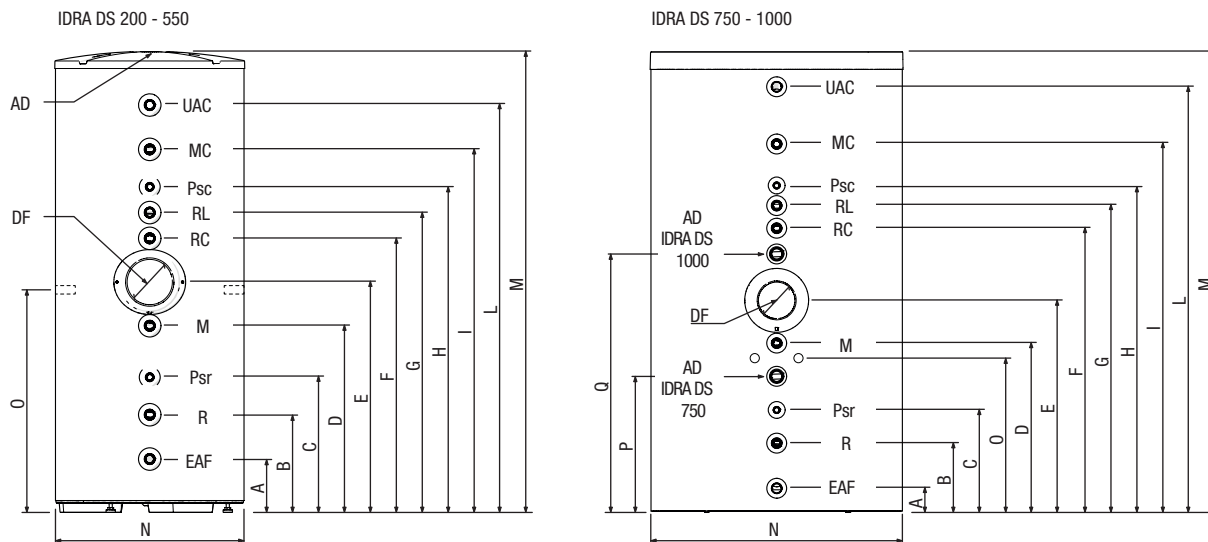 IDRA DS 200 - 550
AD
UAC
MC
Psc
RL
RC
DF
M
Psr
R
EAF
O
A
B
C
D
E
F
G
H
I
L
M
N
IDRA DS 750 - 1000
UAC
MC
Psc
RL
RC
AD
IDRA DS
1000
DF
M
AD
IDRA DS
750
Psr
R
EAF
Q
P
A
B
C
O
D
E
F
G
H
I
L
M
N